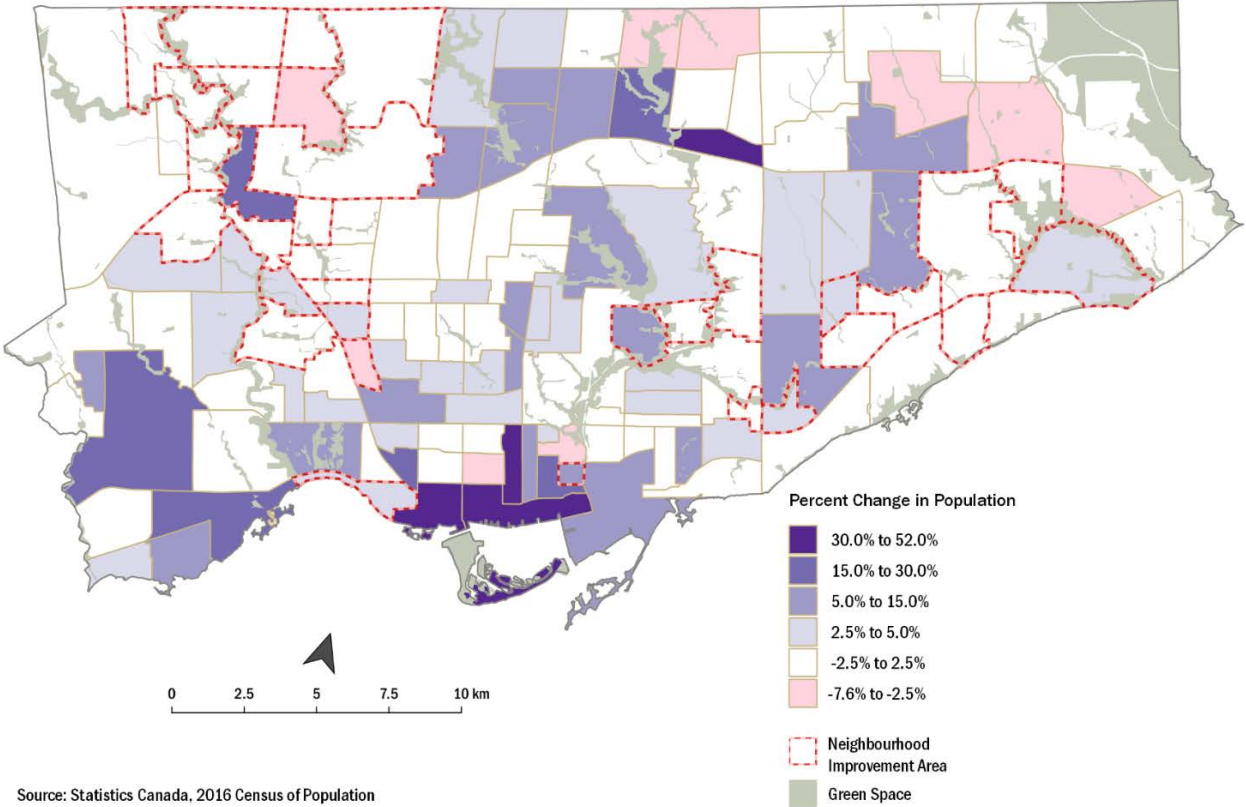 Percent Change in Population
30.0% to 52.0%
15.0% to 30.0%
5.0% to 15.0%
2.5% to 5.0%
-2.5% to 2.5%
-7.6% to -2.5%
0 2.5 5 7.5 10 km
Neighbourhood
Improvement Area
Green Space
Source: Statistics Canada, 2016 Census of Population